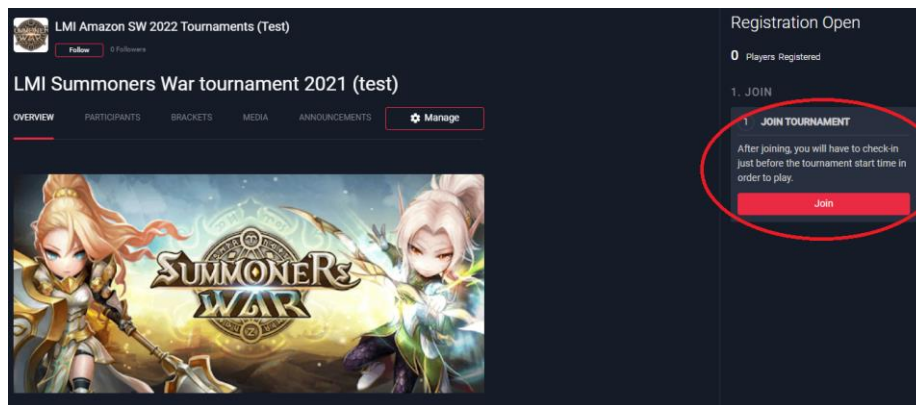 LMI Amazon SW 2022 Tournaments (Test)
Follow 0 Followers
LMI Summoners War tournament 2021 (test)
OVERVIEW PARTICIPANTS BRACKETS MEDIA ANNOUNCEMENTS Manage
SUMMONERS
WAR
Registration Open
0 Players Registered
1. JOIN
1 JOIN TOURNAMENT
After joining, you will have to check-in
just before the tournament start time in
order to play.
Join